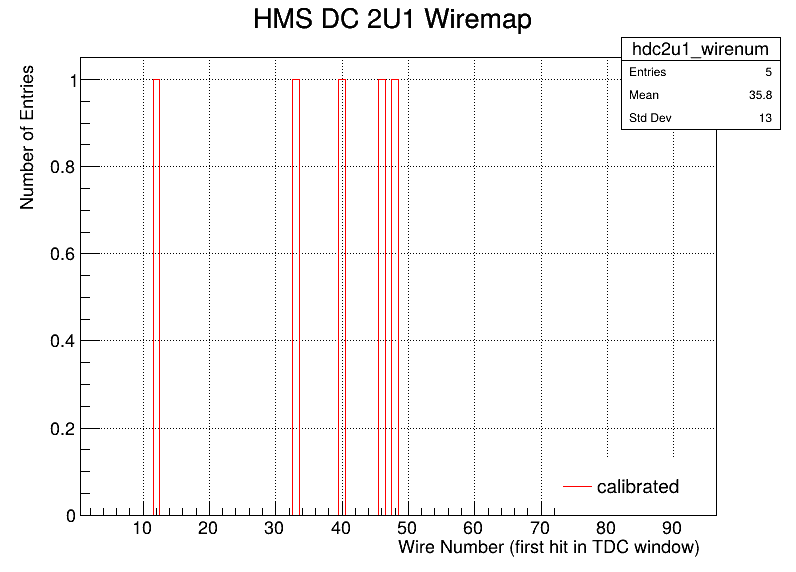 HMS DC 2U1 Wiremap
hdc2u1_wirenum
Entries 5
Mean 35.8
Std Dev 13
Number of Entries
1
0.8
0.6
0.4
0.2
0
calibrated
10 20 30 40 50 60 70 80 90
Wire Number (first hit in TDC window)